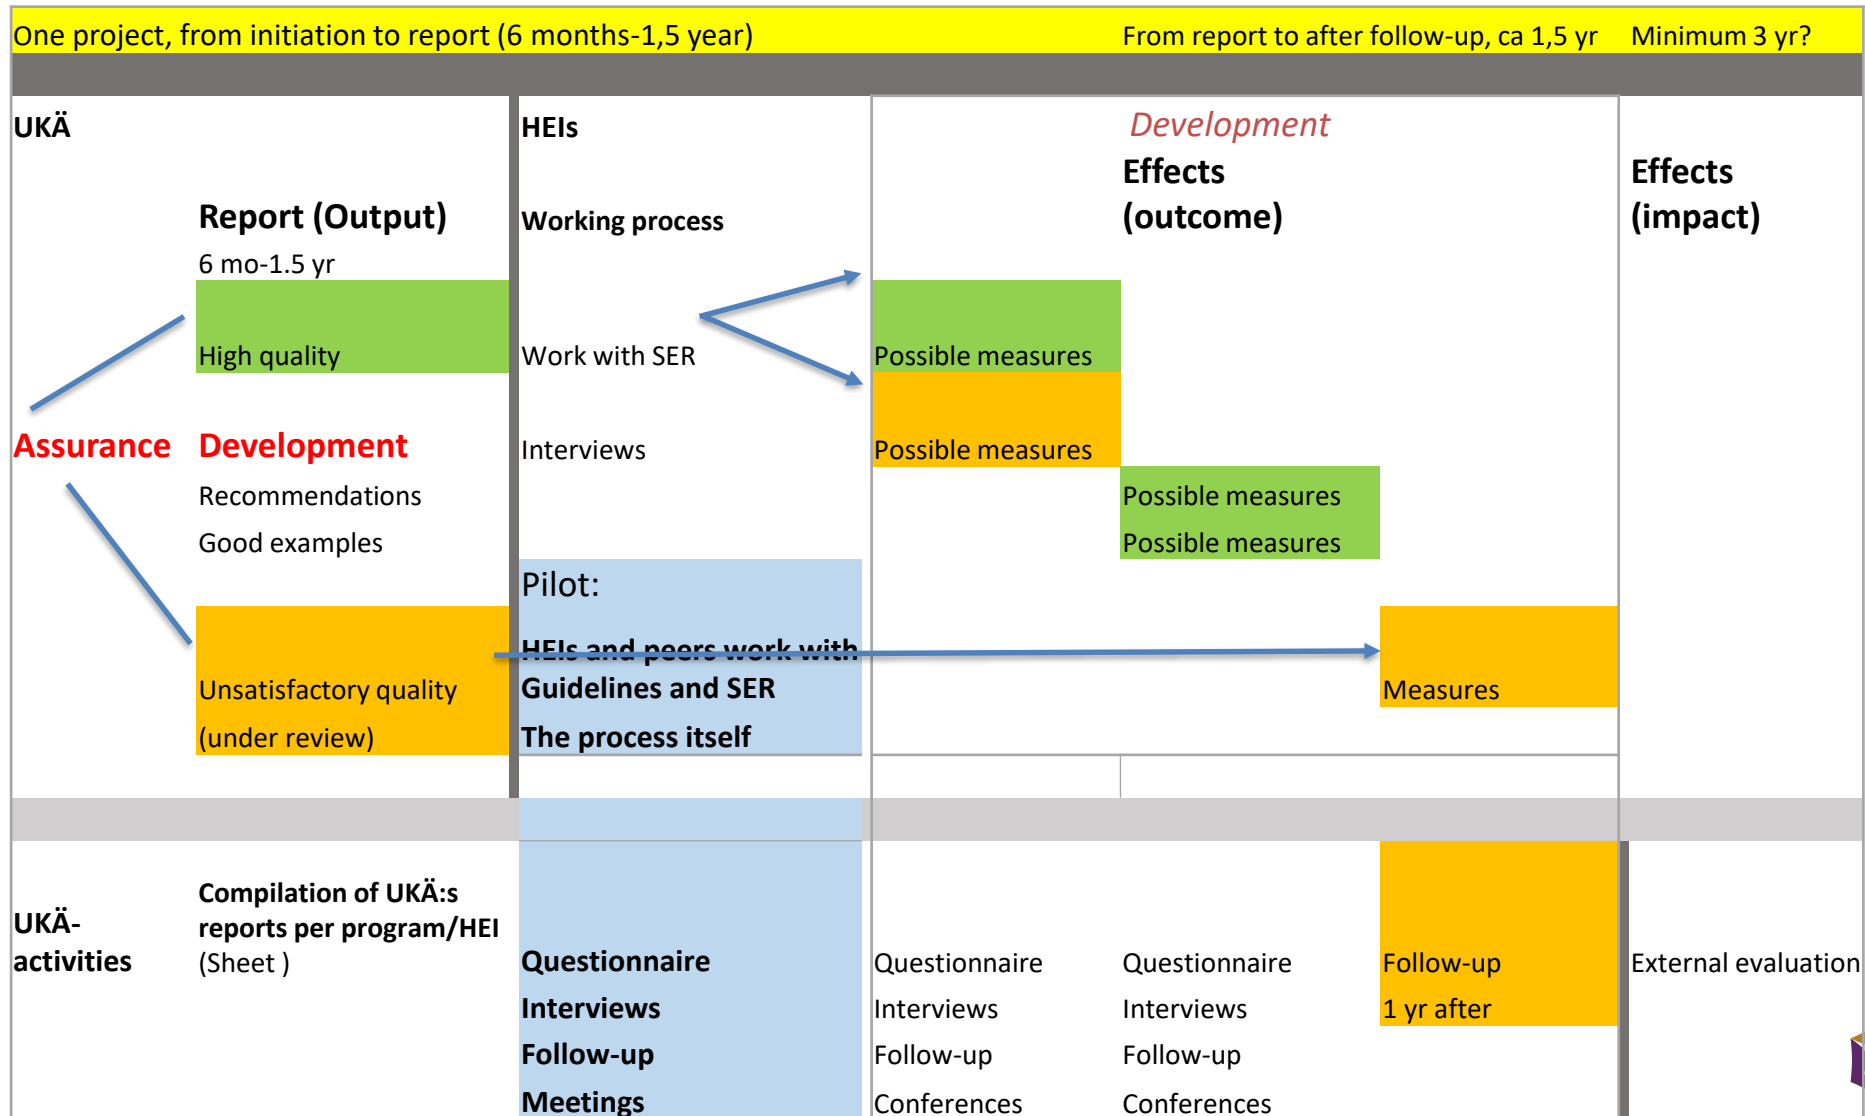 One project, from initiation to report (6 months-1,5 year)
From report to after follow-up, ca 1,5 yr
Minimum 3 yr?
UKÄ
HEIs
Development
Effects
(outcome)
Effects
(impact)
Report (Output)
Working process
6 mo-1.5 yr
High quality
Work with SER
Possible measures
Assurance
Development
Interviews
Possible measures
Recommendations
Possible measures
Good examples
Possible measures
Pilot:
HEIs and peers work with
Guidelines and SER
The process itself
Unsatisfactory quality
(under review)
Measures
UKÄ-
activities
Compilation of UKÄ:s
reports per program/HEI
(Sheet )
Questionnaire
Interviews
Follow-up
Meetings
Questionnaire
Interviews
Follow-up
Conferences
Questionnaire
Interviews
Follow-up
Conferences
Follow-up
1 yr after
External evaluation